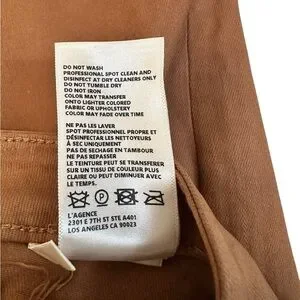 DO NOT WASH
PROFESSIONAL SPOT CLEAN AND
DISINFECT DRY CLEANERS ONLY
DO NOT TUMBLE DRY
DO NOT IRON
COLOR MAY TRANSFER
ONTO LIGHTER COLORED
FABRIC OR UPHOLSTERY
COLOR MAY FADE OVER TIME
NE PAS LES LAVER
SPOT PROFESSIONNEL PROPRE ET
DÉSINFECTER LES NETTOYEURS
À SEC UNIQUEMENT
PAS DE SECHAGE EN TAMBOUR
NE PAS REPASSER
LE TEINTURE PEUT SE TRANSFERER
SUR UN TISSU DE COULEUR PLUS
CLAIRE OU PEUT DIMINUER AVEC
LE TEMPS.
P
L'AGENCE
2301 E 7TH ST STE A401
LOS ANGELES CA 90023